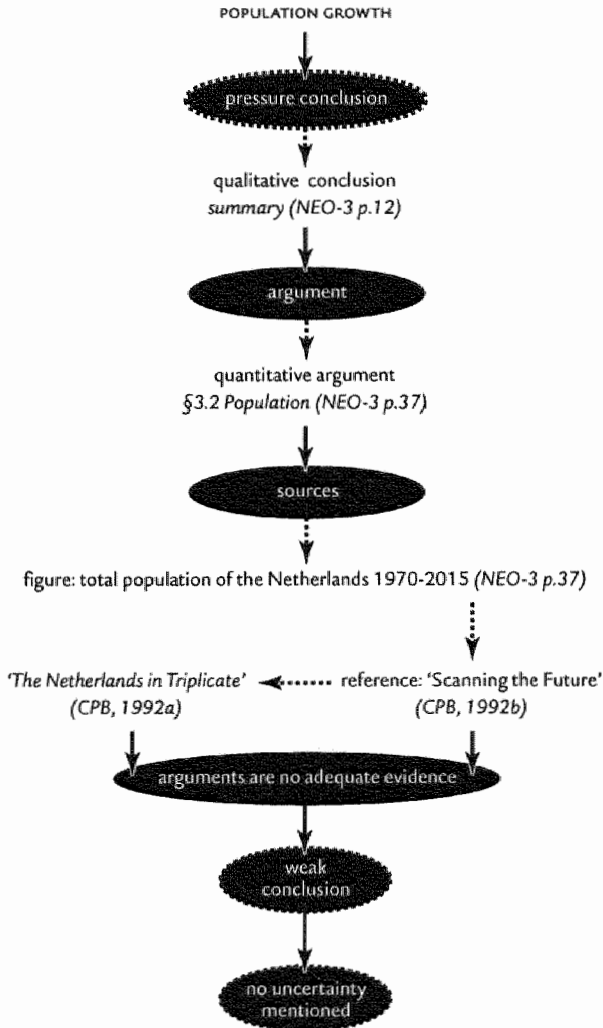 POPULATION GROWTH
pressure conclusion
qualitative conclusion
summary (NEO-3 p.12)
argument
quantitative argument
§3.2 Population (NEO-3 p.37)
sources
figure: total population of the Netherlands 1970-2015 (NEO-3 p.37)
'The Netherlands in Triplicate'
(CPB, 1992a)
reference: 'Scanning the Future'
(CPB, 1992b)
arguments are no adequate evidence
weak
conclusion
no uncertainty
mentioned